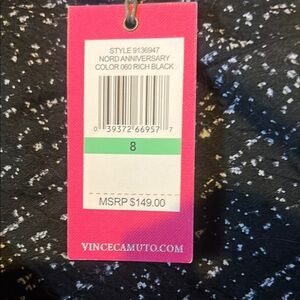 STYLE 9136947
NORD ANNIVERSARY
COLOR 060 RICH BLACK
0 39372 66957 7
8
MSRP $149.00
VINCECAMUTO.COM